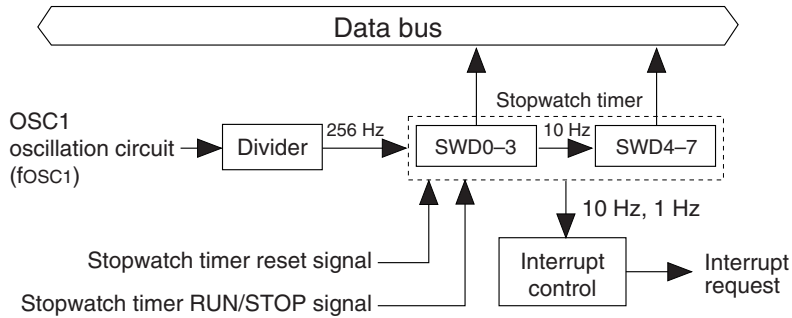 Data bus
Stopwatch timer
OSC1
oscillation circuit
(fOSC1)
Divider
256 Hz
SWD0–3
10 Hz
SWD4–7
10 Hz, 1 Hz
Stopwatch timer reset signal
Stopwatch timer RUN/STOP signal
Interrupt
control
Interrupt
request